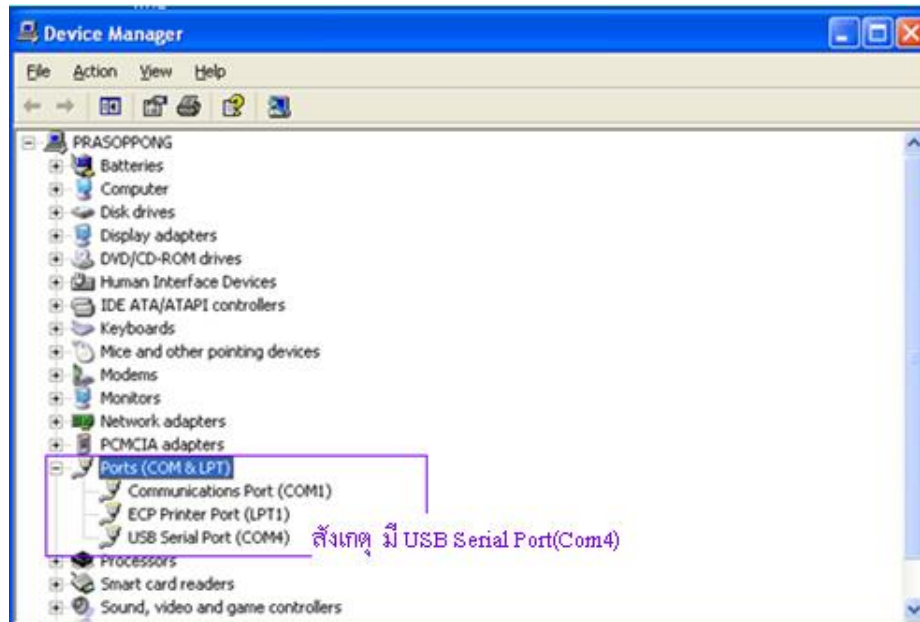 Device Manager
File Action View Help
PRASOPPONG
Batteries
Computer
Disk drives
Display adapters
DVD/CD-ROM drives
Human Interface Devices
IDE ATA/ATAPI controllers
Keyboards
Mice and other pointing devices
Modems
Monitors
Network adapters
PCMCIA adapters
Ports (COM & LPT)
Communications Port (COM1)
ECP Printer Port (LPT1)
USB Serial Port (COM4) สังเกตุ มี USB Serial Port(Com4)
Processors
Smart card readers
Sound, video and game controllers